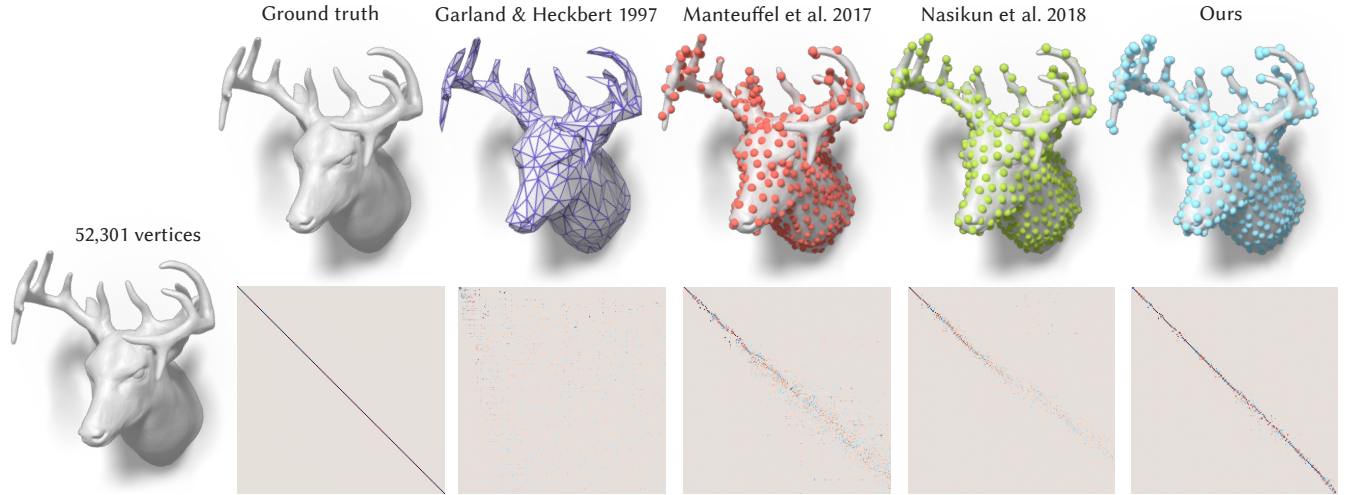 Ground truth
Garland & Heckbert 1997
Manteuffel et al. 2017
Nasikun et al. 2018
Ours
52,301 vertices